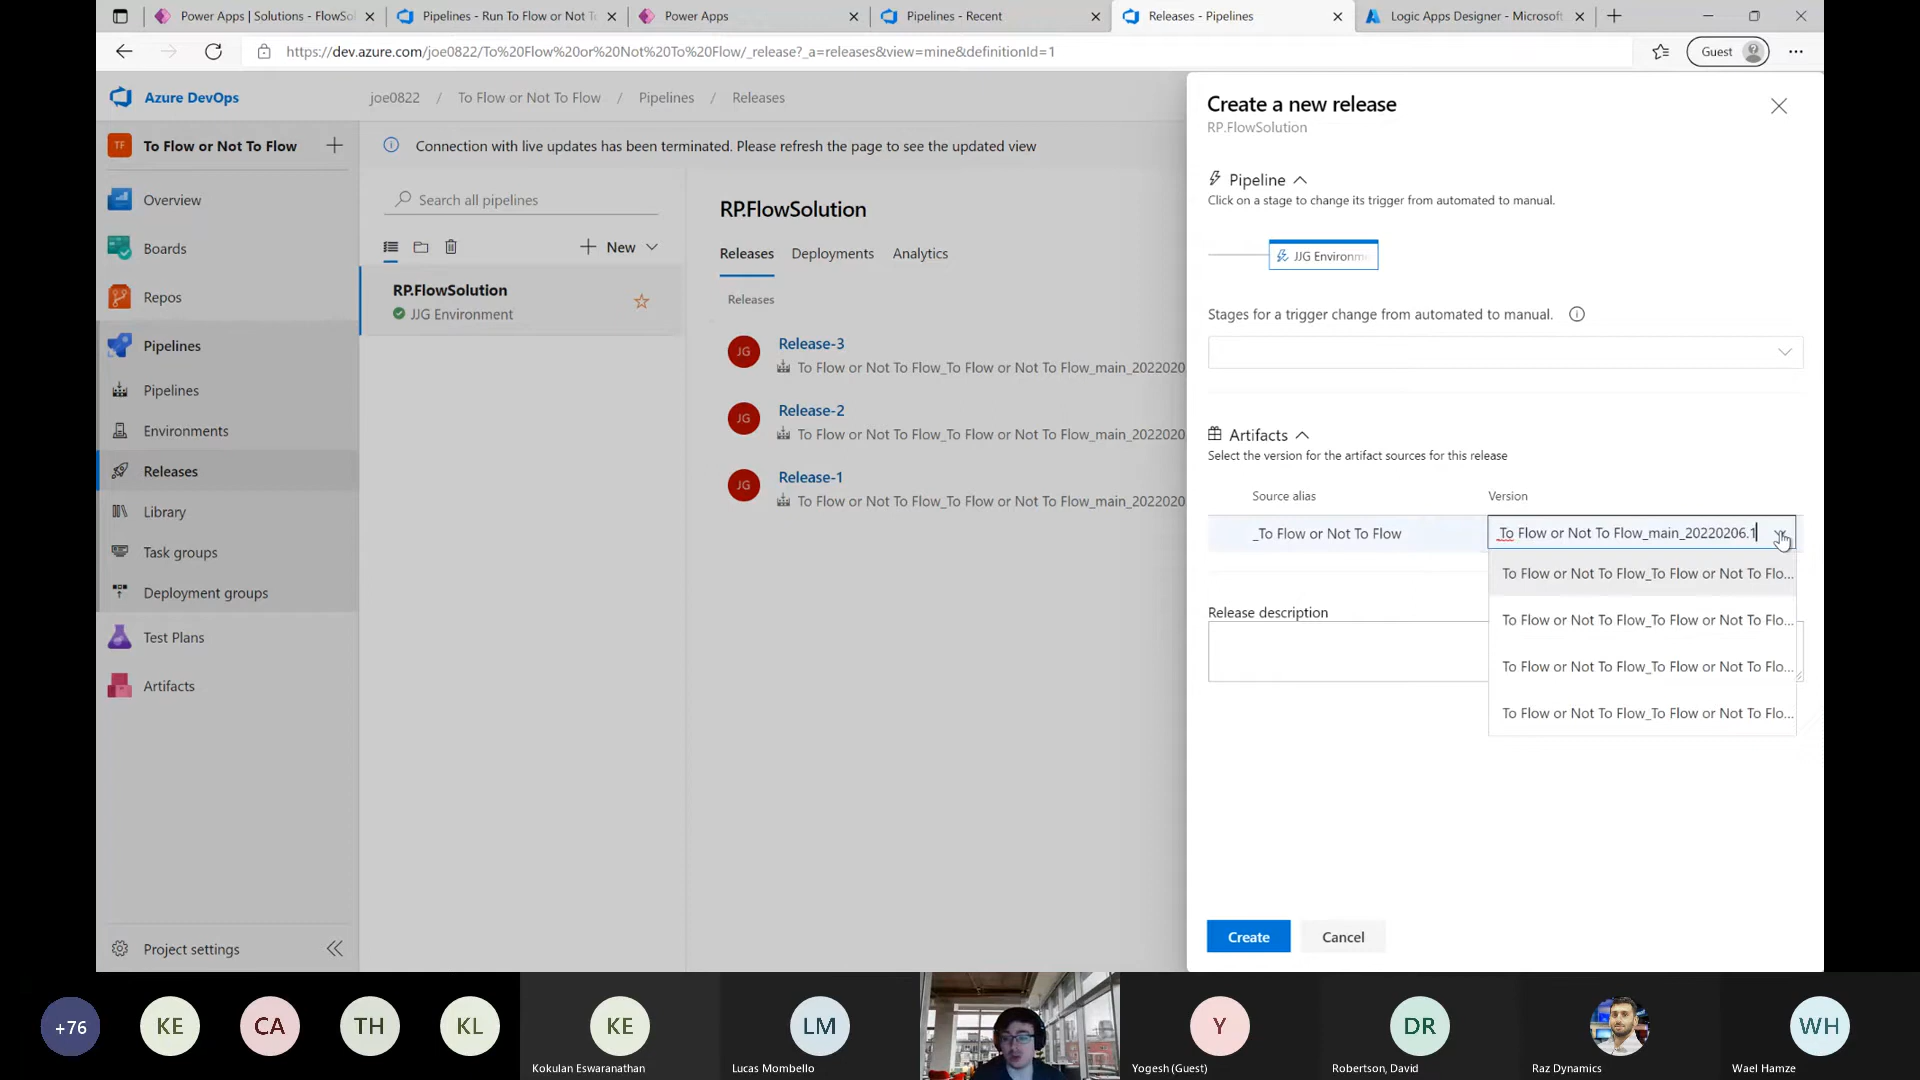 Power Apps | Solutions - FlowSol
Pipelines - Run To Flow or Not T
Power Apps
Pipelines - Recent
Releases - Pipelines
Logic Apps Designer - Microsoft
https://dev.azure.com/joe0822/To%20Flow%20or%20Not%20To%20Flow/_release?_a=releases&view=mine&definitionId=1
Guest
Azure DevOps
joe0822 / To Flow or Not To Flow / Pipelines / Releases
TF To Flow or Not To Flow
Overview
Boards
Repos
Pipelines
Pipelines
Environments
Releases
Library
Task groups
Deployment groups
Test Plans
Artifacts
Project settings
Connection with live updates has been terminated. Please refresh the page to see the updated view
Search all pipelines
New
RP.FlowSolution
JJG Environment
RP.FlowSolution
Releases Deployments Analytics
Releases
JG Release-3
To Flow or Not To Flow_To Flow or Not To Flow_main_2022020
JG Release-2
To Flow or Not To Flow_To Flow or Not To Flow_main_2022020
JG Release-1
To Flow or Not To Flow_To Flow or Not To Flow_main_2022020
Create a new release
RP.FlowSolution
Pipeline
Click on a stage to change its trigger from automated to manual.
JJG Environm
Stages for a trigger change from automated to manual.
Artifacts
Select the version for the artifact sources for this release
Source alias Version
_To Flow or Not To Flow _To Flow or Not To Flow_main_20220206.1
To Flow or Not To Flow_To Flow or Not To Flo...
To Flow or Not To Flow_To Flow or Not To Flo...
To Flow or Not To Flow_To Flow or Not To Flo...
To Flow or Not To Flow_To Flow or Not To Flo...
Release description
Create Cancel
+76 KE CA TH KL KE LM Y DR WH
Kokulan Eswaranathan Lucas Mombello Yogesh (Guest) Robertson, David Raz Dynamics Wael Hamze